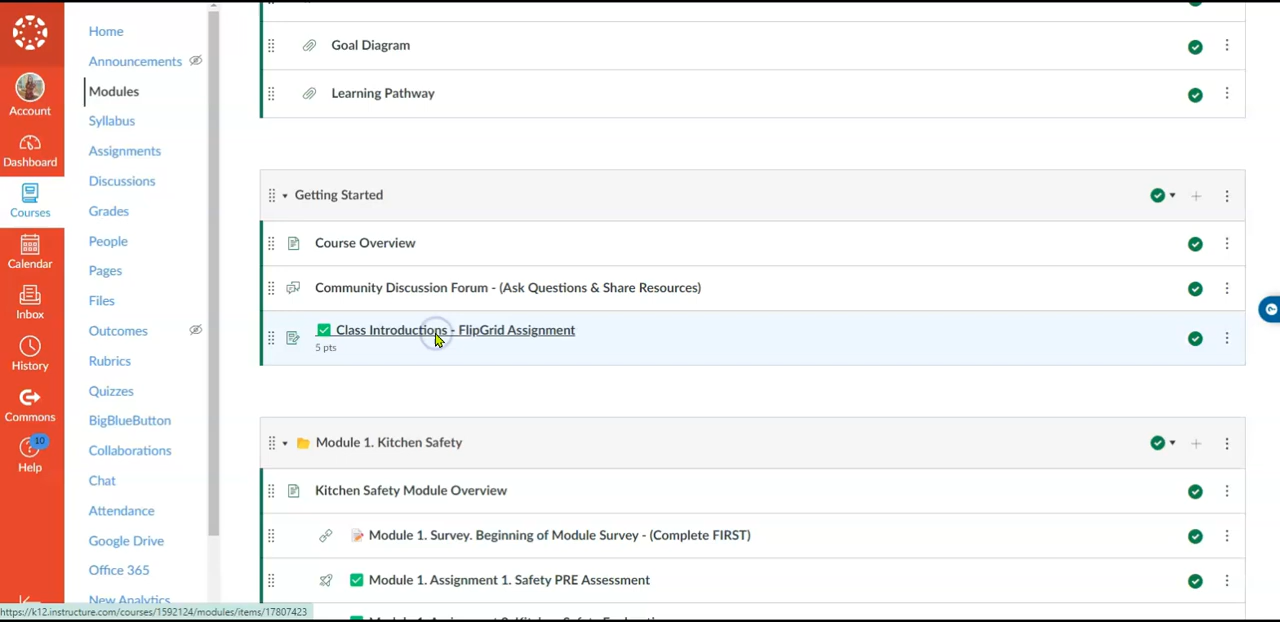 Account
Dashboard
Courses
Calendar
Inbox
History
Commons
10
Help
Home
Announcements
Modules
Syllabus
Assignments
Discussions
Grades
People
Pages
Files
Outcomes
Rubrics
Quizzes
BigBlueButton
Collaborations
Chat
Attendance
Google Drive
Office 365
New Analytics
https://k12.instructure.com/courses/1592124/modules/items/17807423
Goal Diagram
Learning Pathway
Getting Started
Course Overview
Community Discussion Forum - (Ask Questions & Share Resources)
Class Introductions - FlipGrid Assignment
5 pts
Module 1. Kitchen Safety
Kitchen Safety Module Overview
Module 1. Survey. Beginning of Module Survey - (Complete FIRST)
Module 1. Assignment 1. Safety PRE Assessment